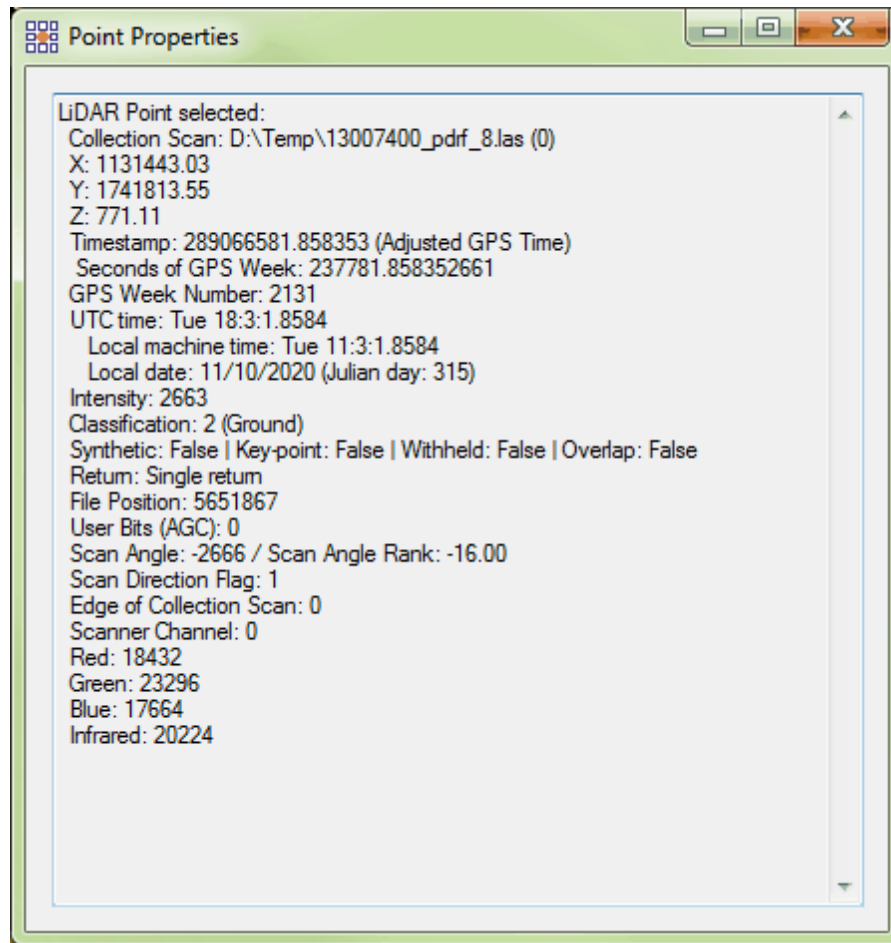 Point Properties
LiDAR Point selected:
Collection Scan: D:\Temp\13007400_pdrf_8.las (0)
X: 1131443.03
Y: 1741813.55
Z: 771.11
Timestamp: 289066581.858353 (Adjusted GPS Time)
Seconds of GPS Week: 237781.858352661
GPS Week Number: 2131
UTC time: Tue 18:3:1.8584
Local machine time: Tue 11:3:1.8584
Local date: 11/10/2020 (Julian day: 315)
Intensity: 2663
Classification: 2 (Ground)
Synthetic: False | Key-point: False | Withheld: False | Overlap: False
Return: Single return
File Position: 5651867
User Bits (AGC): 0
Scan Angle: -2666 / Scan Angle Rank: -16.00
Scan Direction Flag: 1
Edge of Collection Scan: 0
Scanner Channel: 0
Red: 18432
Green: 23296
Blue: 17664
Infrared: 20224